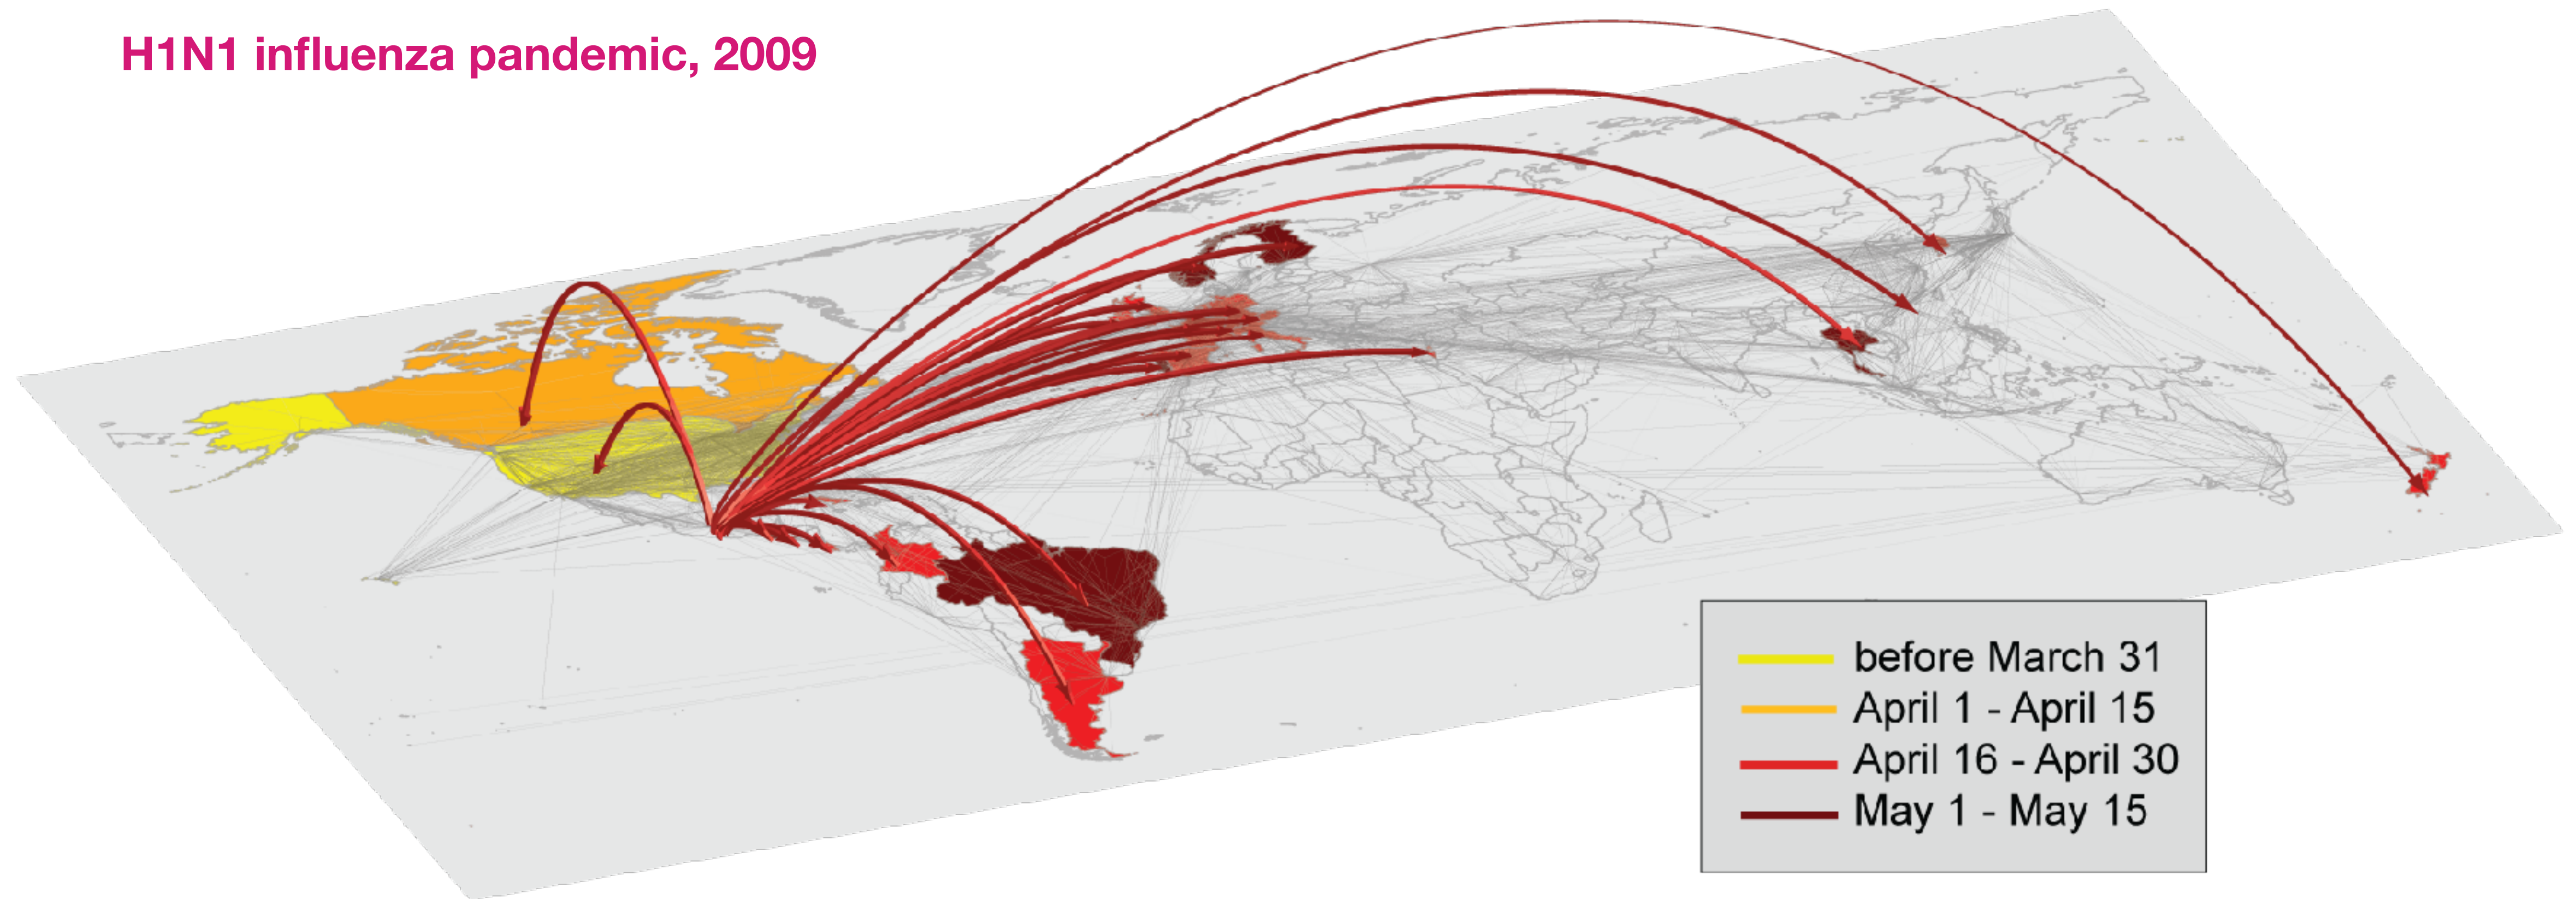 H1N1 influenza pandemic, 2009
before March 31
April 1 - April 15
April 16 - April 30
May 1 - May 15